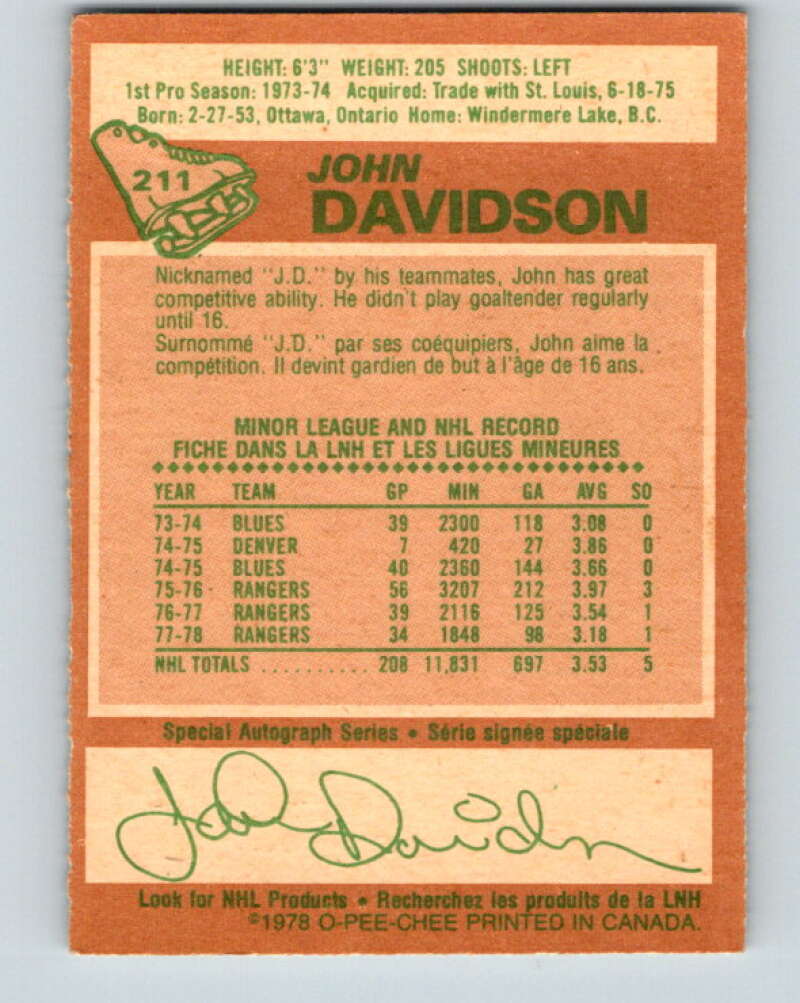 HEIGHT: 6'3" WEIGHT: 205 SHOOTS: LEFT
1st Pro Season: 1973-74 Acquired: Trade with St. Louis, 6-18-75
Born: 2-27-53, Ottawa, Ontario Home: Windermere Lake, B.C.
211
JOHN
DAVIDSON
Nicknamed "J.D." by his teammates, John has great
competitive ability. He didn't play goaltender regularly
until 16.
Surnommé "J.D." par ses coéquipiers, John aime la
compétition. Il devint gardien de but à l'âge de 16 ans.
MINOR LEAGUE AND NHL RECORD
FICHE DANS LA LNH ET LES LIGUES MINEURES
YEAR TEAM GP MIN GA AVG SO
73-74 BLUES 39 2300 118 3.08 0
74-75 DENVER 7 420 27 3.86 0
74-75 BLUES 40 2360 144 3.66 0
75-76 RANGERS 56 3207 212 3.97 3
76-77 RANGERS 39 2116 125 3.54 1
77-78 RANGERS 34 1848 98 3.18 1
NHL TOTALS .......... 208 11,831 697 3.53 5
Special Autograph Series • Série signée spéciale
John Davidson
Look for NHL Products • Recherchez les produits de la LNH
©1978 O-PEE-CHEE PRINTED IN CANADA.